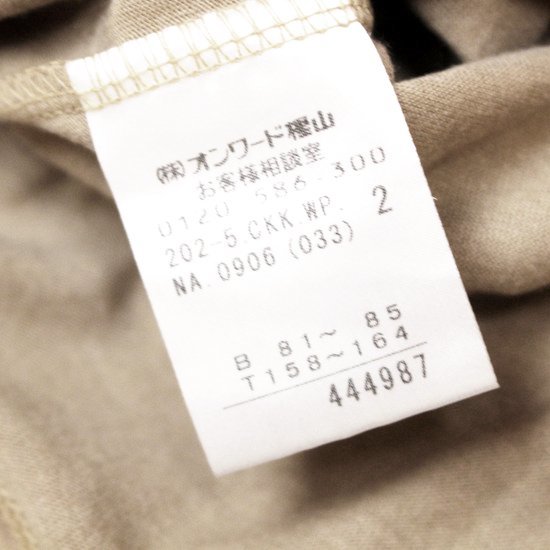 (株)オンワード樫山
お客様相談室
0120 586-300
202-5.CKK.WP. 2
NA.0906 (033)
B 81～ 85
T158～164
444987